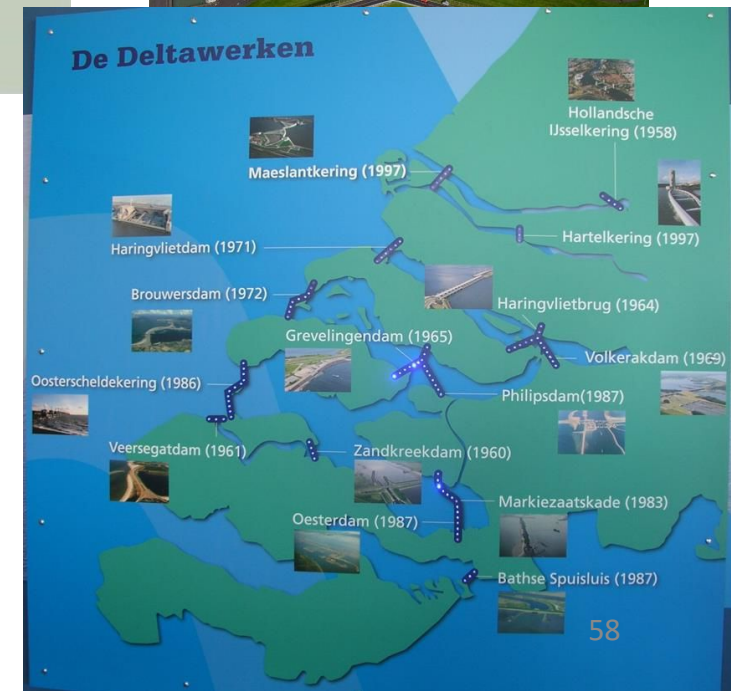 De Deltawerken
Hollandsche
IJsselkering (1958)
Maeslantkering (1997)
Hartelkering (1997)
Haringvlietdam (1971)
Brouwersdam (1972)
Haringvlietbrug (1964)
Grevelingendam (1965)
Volkerakdam (1969)
Oosterscheldekering (1986)
Philipsdam(1987)
Veersegatdam (1961)
Zandkreekdam (1960)
Markiezaatskade (1983)
Oesterdam (1987)
Bathse Spuisluis (1987)
58